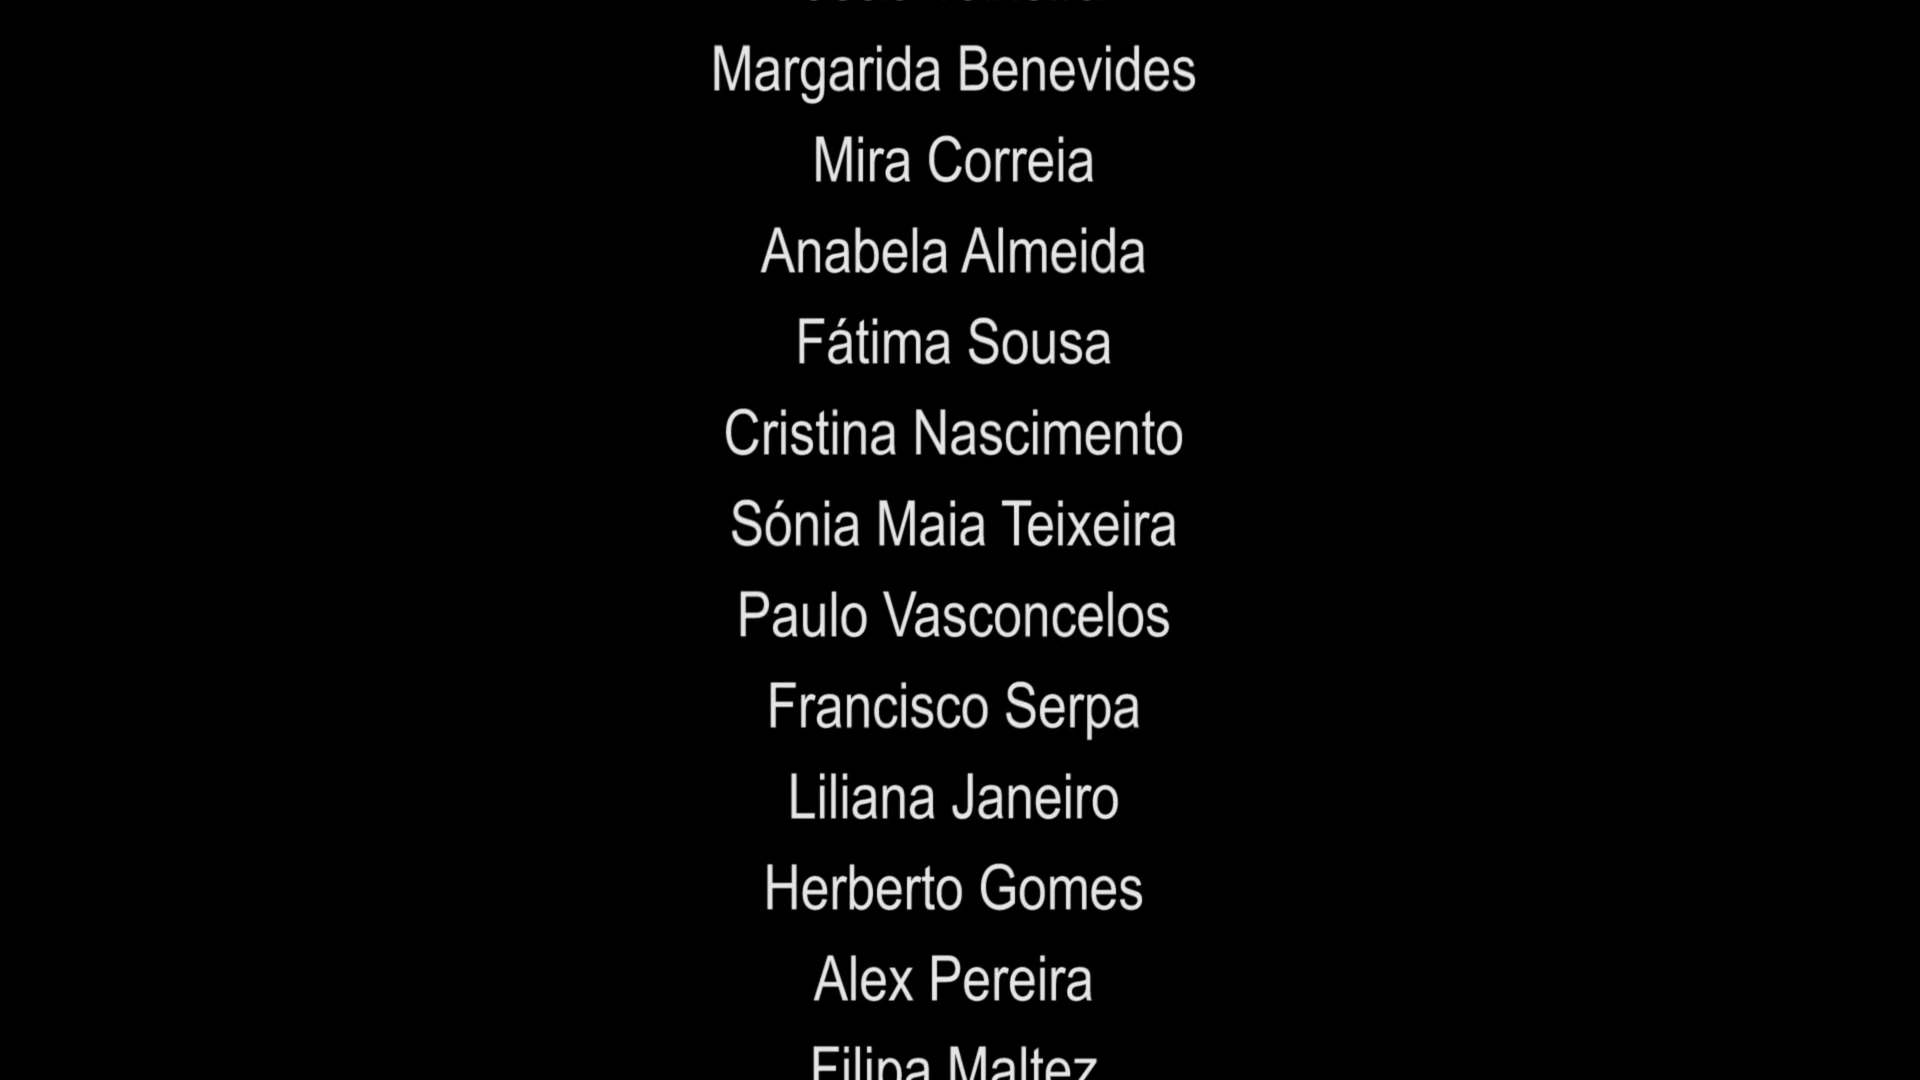 Margarida Benevides
Mira Correia
Anabela Almeida
Fátima Sousa
Cristina Nascimento
Sónia Maia Teixeira
Paulo Vasconcelos
Francisco Serpa
Liliana Janeiro
Herberto Gomes
Alex Pereira
Filipa Maltez